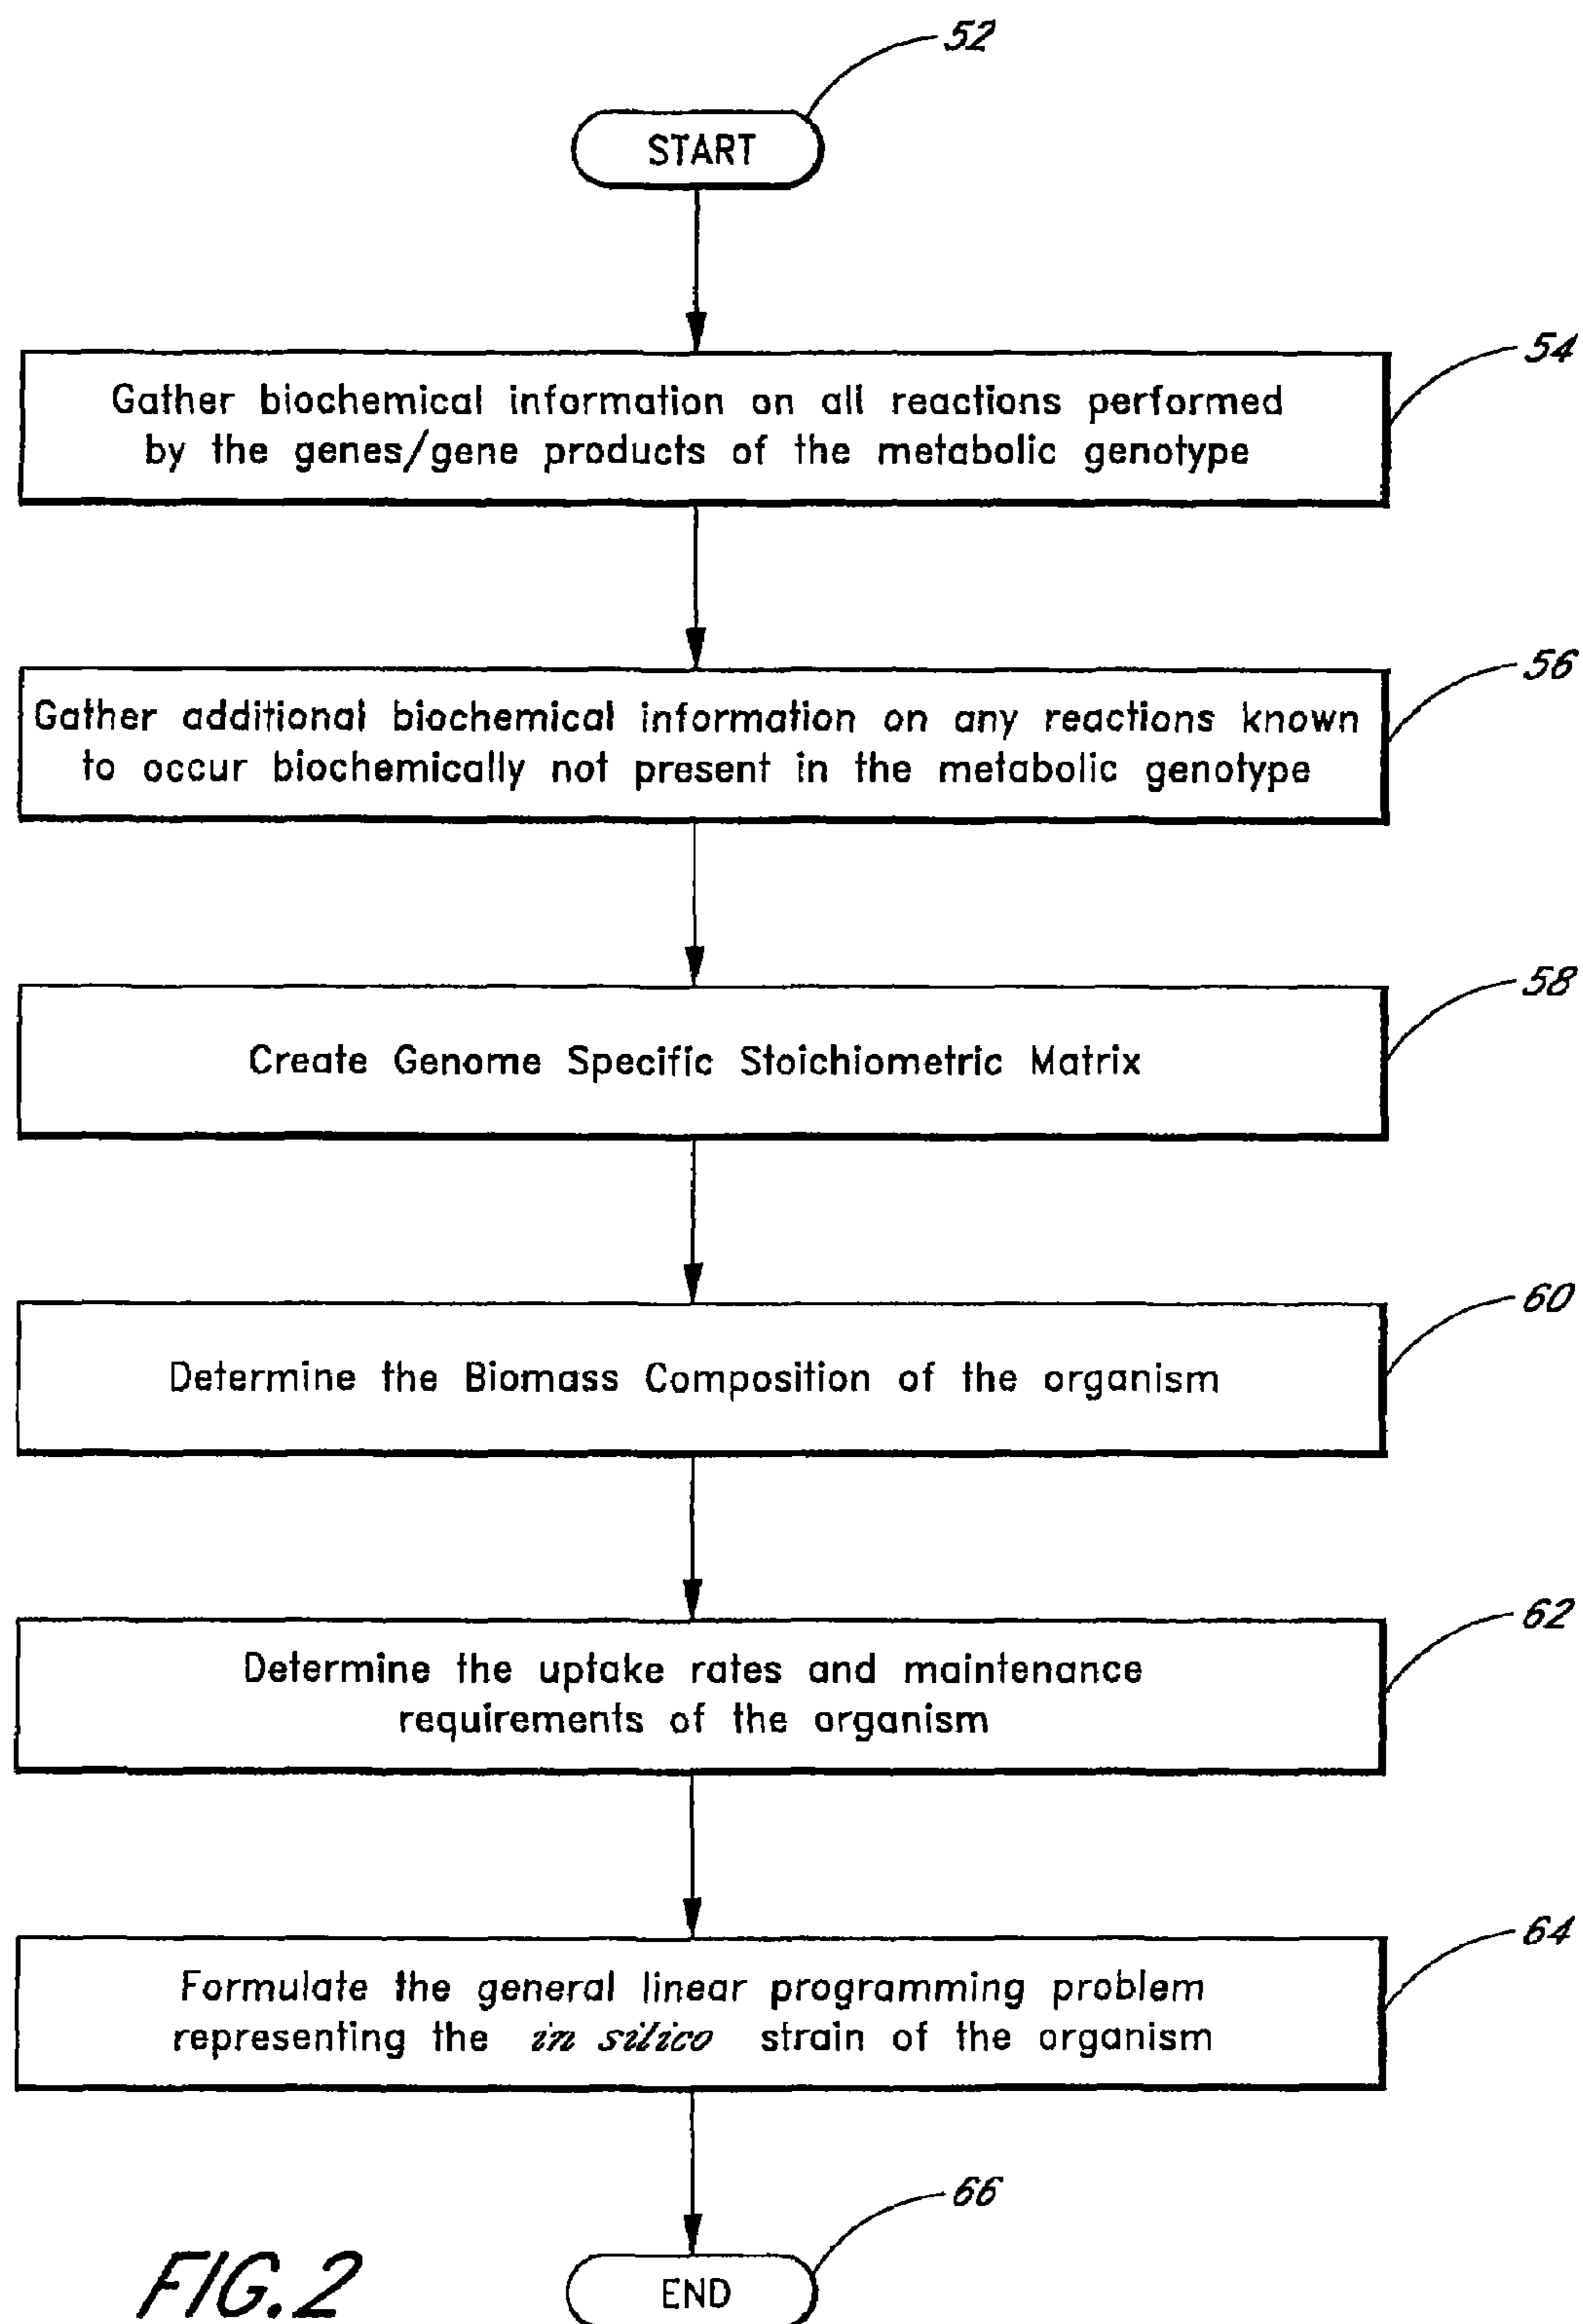 52
START
54
Gather biochemical information on all reactions performed
by the genes/gene products of the metabolic genotype
56
Gather additional biochemical information on any reactions known
to occur biochemically not present in the metabolic genotype
58
Create Genome Specific Stoichiometric Matrix
60
Determine the Biomass Composition of the organism
62
Determine the uptake rates and maintenance
requirements of the organism
64
Formulate the general linear programming problem
representing the in silico strain of the organism
66
END
FIG.2